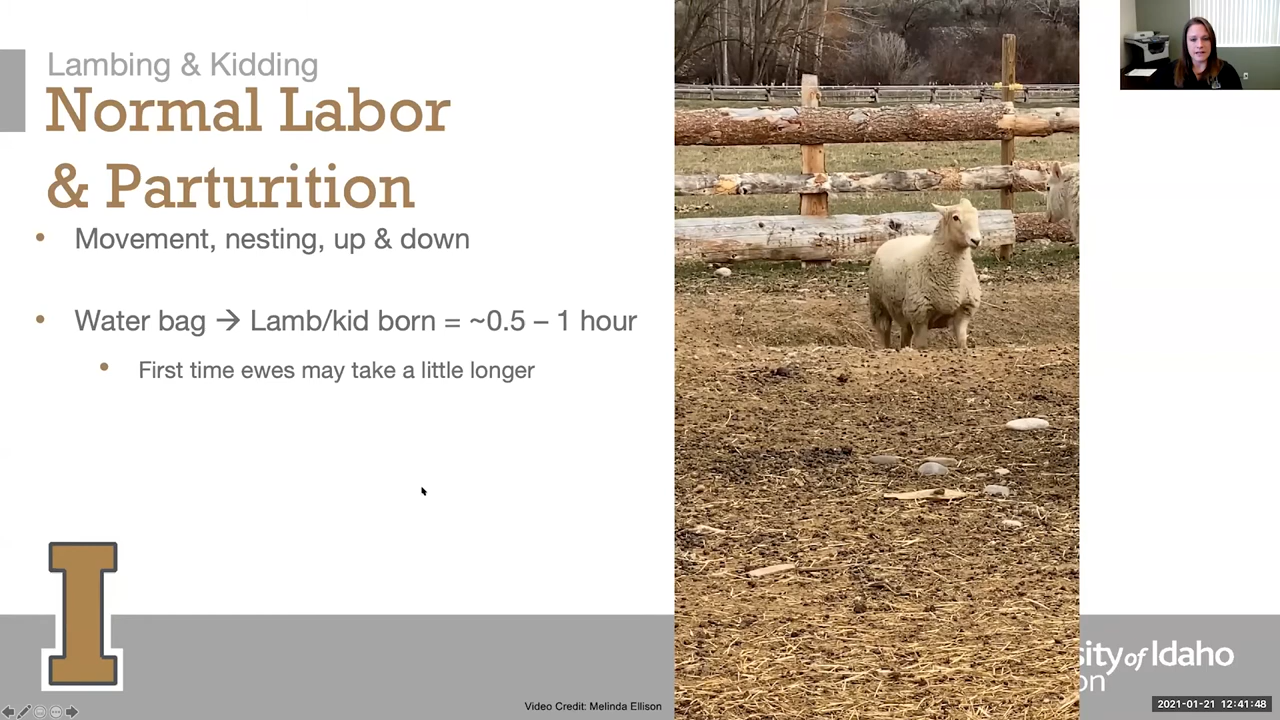 Lambing & Kidding
Normal Labor
& Parturition
• Movement, nesting, up & down
• Water bag → Lamb/kid born = ~0.5 – 1 hour
• First time ewes may take a little longer
I
sity of Idaho
on
Video Credit: Melinda Ellison
2021-01-21 12:41:48